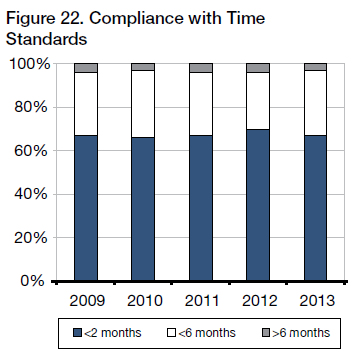 Figure 22. Compliance with Time
Standards
100%
80%
60%
40%
20%
0%
2009 2010 2011 2012 2013
<2 months <6 months >6 months